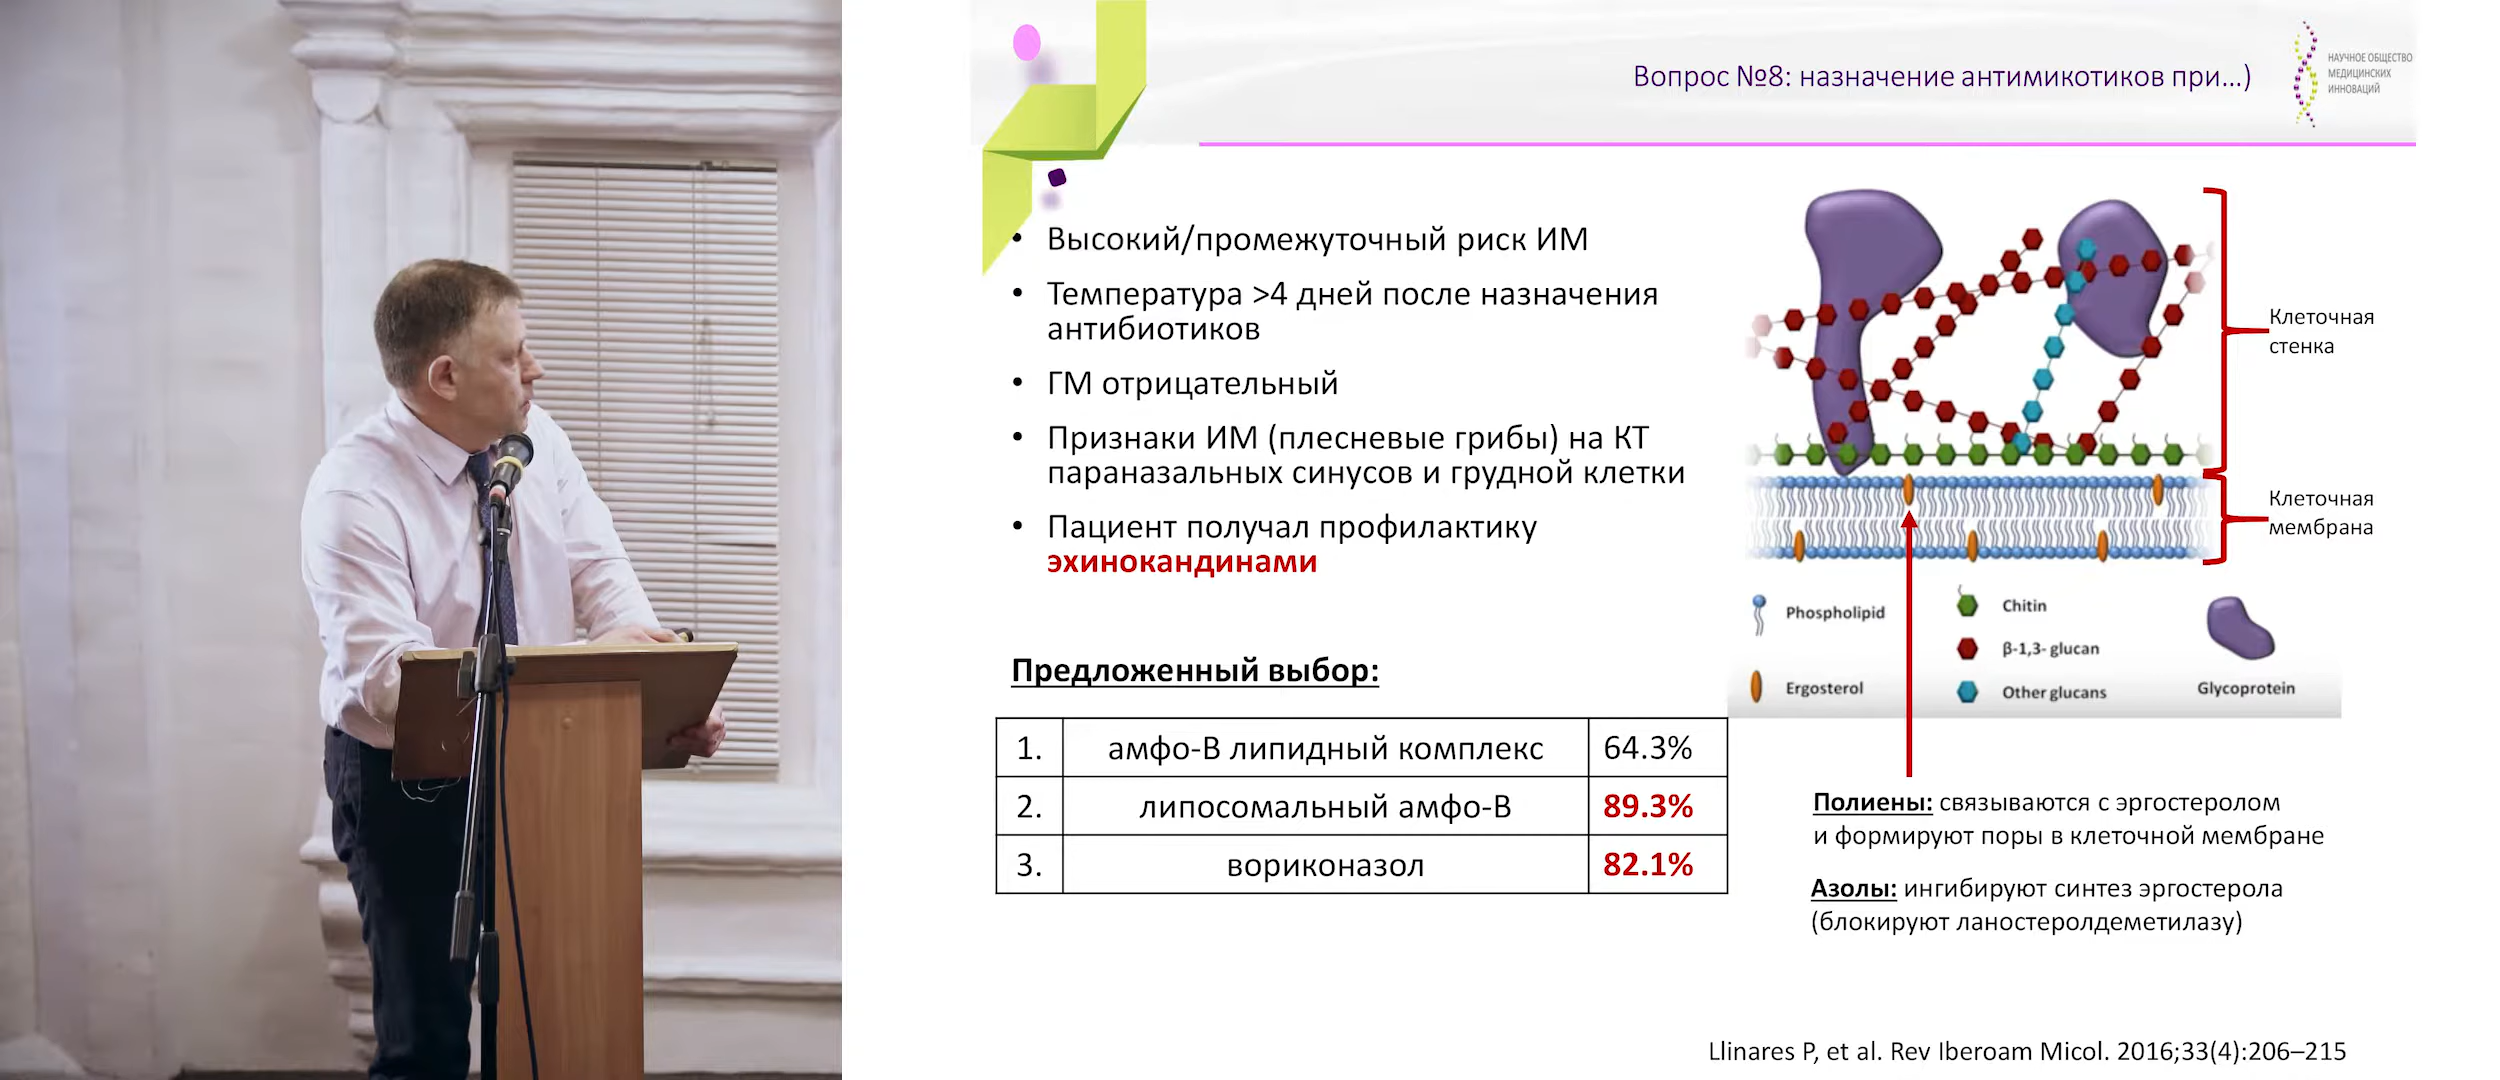 Вопрос №8: назначение антимикотиков при...)
НАУЧНОЕ ОБЩЕСТВО
МЕДИЦИНСКИХ
ИННОВАЦИЙ
• Высокий/промежуточный риск ИМ
• Температура >4 дней после назначения
антибиотиков
• ГМ отрицательный
• Признаки ИМ (плесневые грибы) на КТ
параназальных синусов и грудной клетки
• Пациент получал профилактику
эхинокандинами
Предложенный выбор:
1. амфо-В липидный комплекс 64.3%
2. липосомальный амфо-В 89.3%
3. вориконазол 82.1%
Клеточная
стенка
Клеточная
мембрана
Phospholipid
Ergosterol
Chitin
β-1,3- glucan
Other glucans
Glycoprotein
Полиены: связываются с эргостеролом
и формируют поры в клеточной мембране
Азолы: ингибируют синтез эргостерола
(блокируют ланостеролдеметилазу)
Llinares P, et al. Rev Iberoam Micol. 2016;33(4):206–215